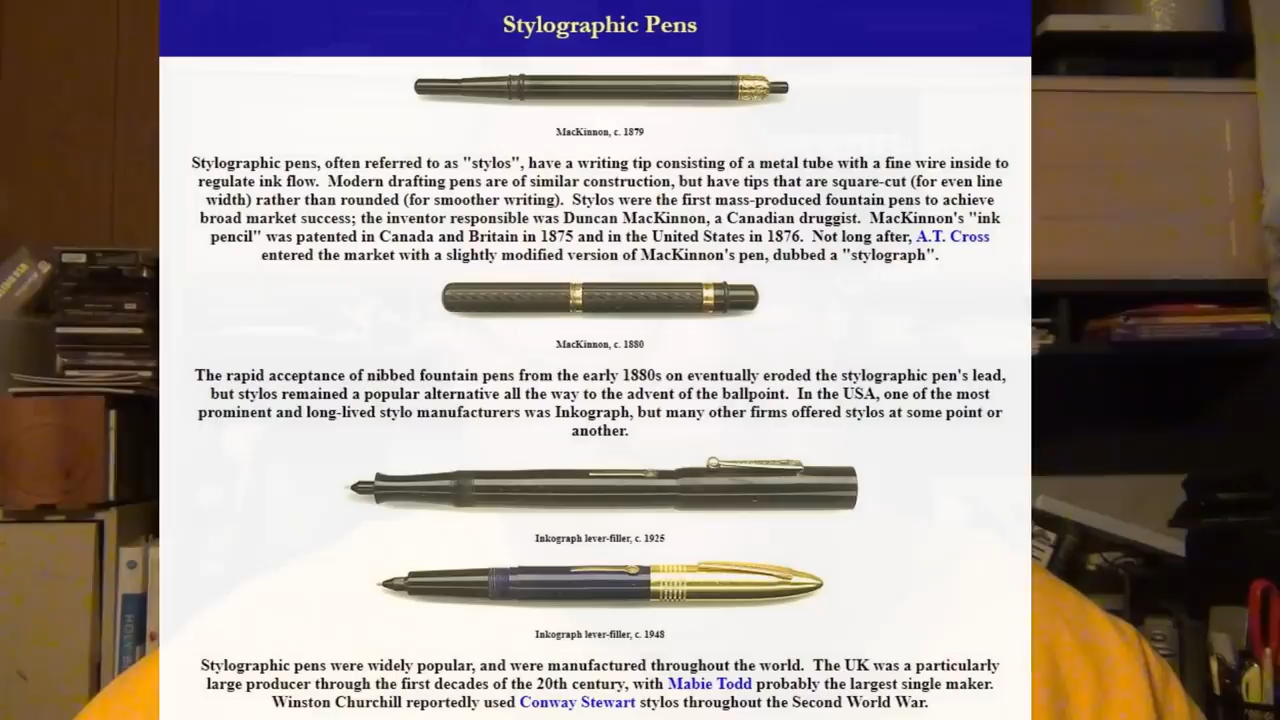 Stylographic Pens
MacKinnon, c. 1879
Stylographic pens, often referred to as "stylos", have a writing tip consisting of a metal tube with a fine wire inside to
regulate ink flow. Modern drafting pens are of similar construction, but have tips that are square-cut (for even line
width) rather than rounded (for smoother writing). Stylos were the first mass-produced fountain pens to achieve
broad market success; the inventor responsible was Duncan MacKinnon, a Canadian druggist. MacKinnon's "ink
pencil" was patented in Canada and Britain in 1875 and in the United States in 1876. Not long after, A.T. Cross
entered the market with a slightly modified version of MacKinnon's pen, dubbed a "stylograph".
MacKinnon, c. 1880
The rapid acceptance of nibbed fountain pens from the early 1880s on eventually eroded the stylographic pen's lead,
but stylos remained a popular alternative all the way to the advent of the ballpoint. In the USA, one of the most
prominent and long-lived stylo manufacturers was Inkograph, but many other firms offered stylos at some point or
another.
Inkograph lever-filler, c. 1925
Inkograph lever-filler, c. 1948
Stylographic pens were widely popular, and were manufactured throughout the world. The UK was a particularly
large producer through the first decades of the 20th century, with Mabie Todd probably the largest single maker.
Winston Churchill reportedly used Conway Stewart stylos throughout the Second World War.